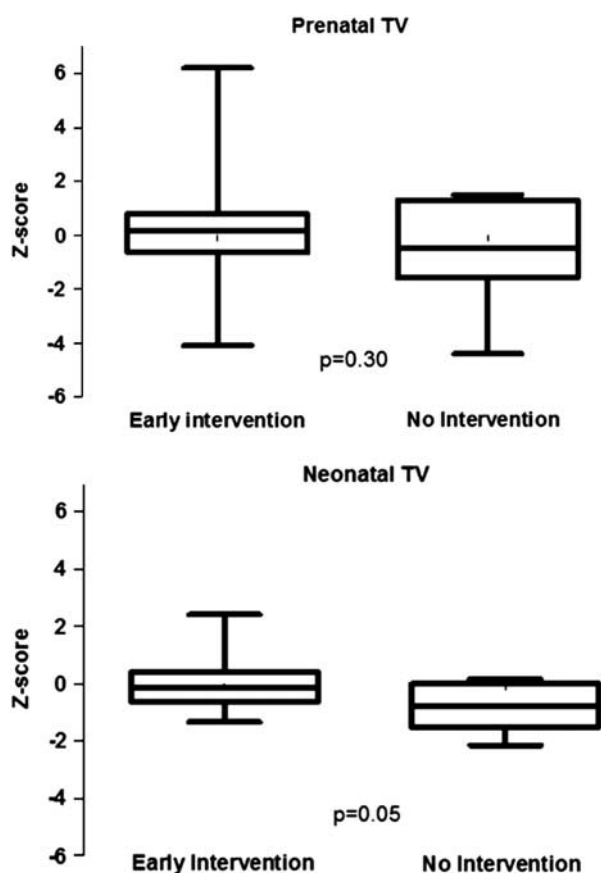 Prenatal TV
6
4
2
0
-2
-4
-6
Z-score
p=0.30
Early intervention
No Intervention
Neonatal TV
6
4
2
0
-2
-4
-6
Z-score
p=0.05
Early Intervention
No Intervention